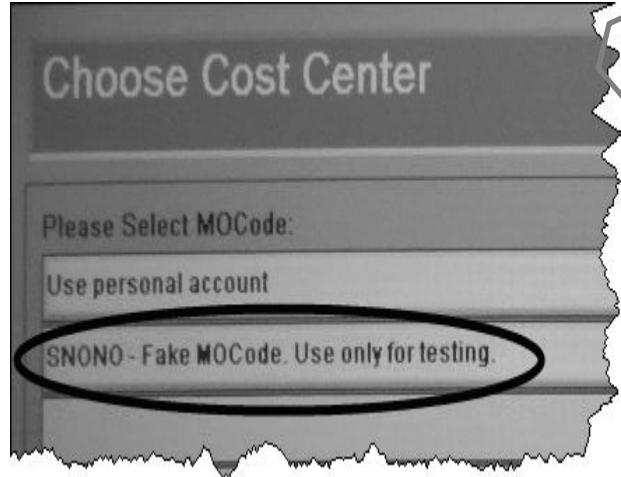 Choose Cost Center
Please Select MOCode:
Use personal account
SNONO - Fake MOCode. Use only for testing.